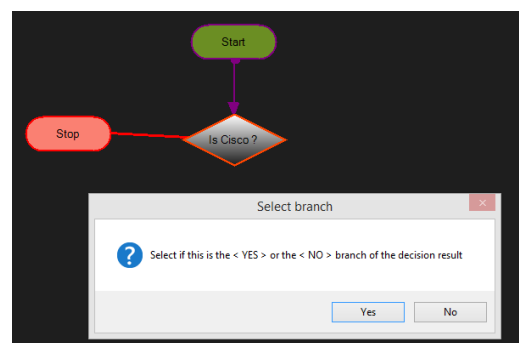 Start
Stop
Is Cisco ?
Select branch
Select if this is the < YES > or the < NO > branch of the decision result
Yes
No